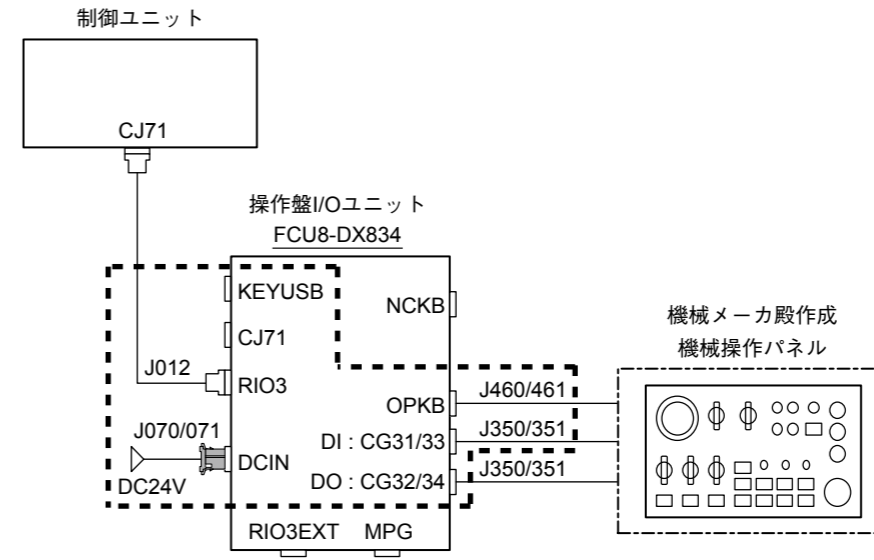 制御ユニット
CJ71
操作盤I/Oユニット
FCU8-DX834
KEYUSB
NCKB
CJ71
機械メーカ殿作成
機械操作パネル
J012
RIO3
J460/461
OPKB
J070/071
J350/351
DI : CG31/33
DCIN
J350/351
DO : CG32/34
DC24V
RIO3EXT
MPG